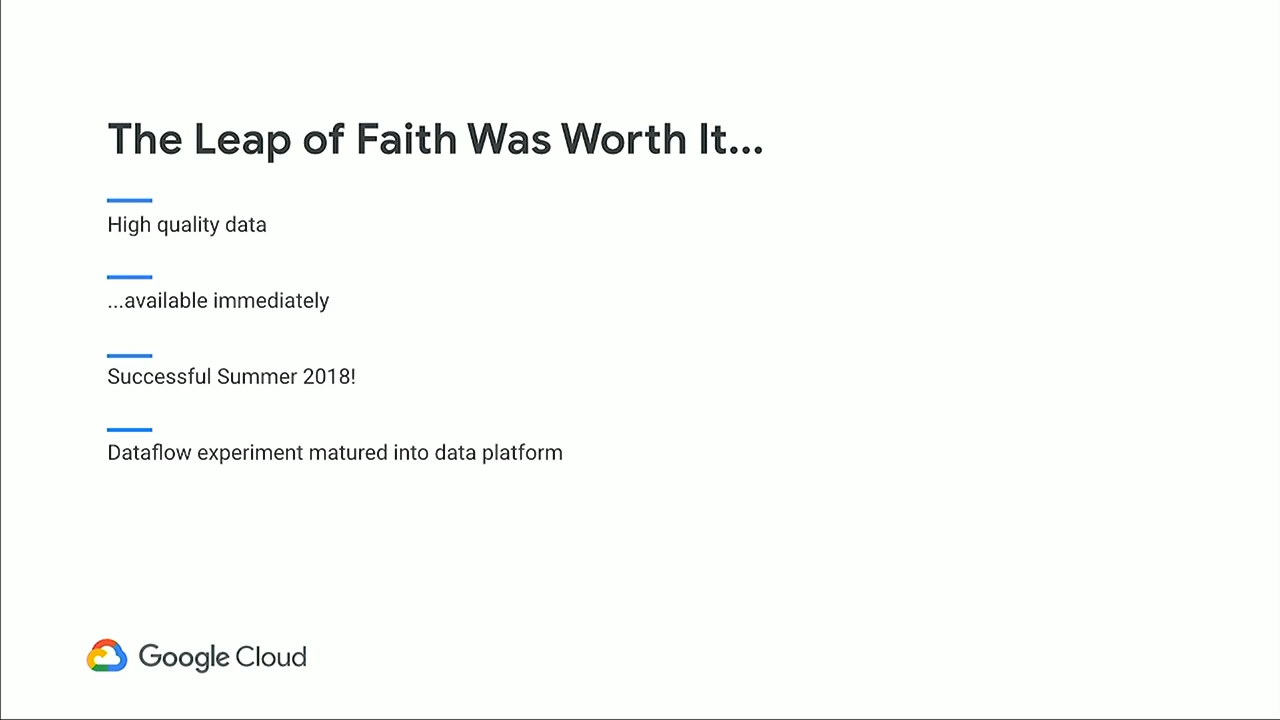 The Leap of Faith Was Worth It...
High quality data
...available immediately
Successful Summer 2018!
Dataflow experiment matured into data platform
Google Cloud